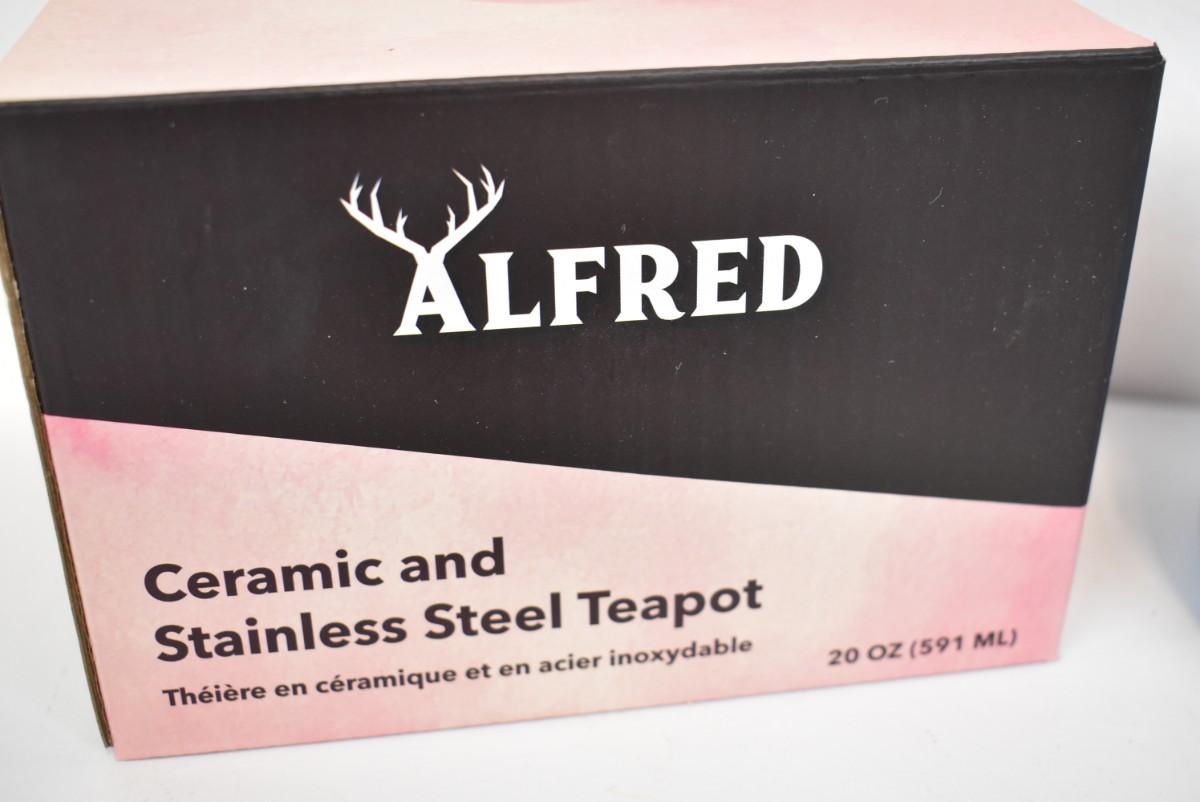 ALFRED
Ceramic and
Stainless Steel Teapot
Théière en céramique et en acier inoxydable
20 OZ (591 ML)